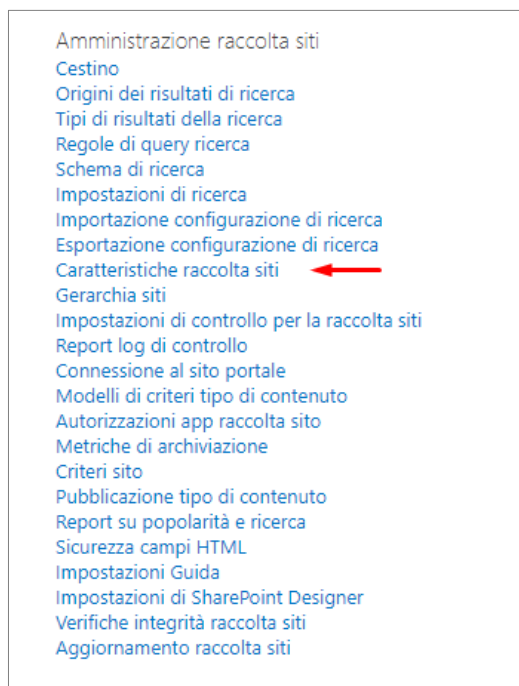 Amministrazione raccolta siti
Cestino
Origini dei risultati di ricerca
Tipi di risultati della ricerca
Regole di query ricerca
Schema di ricerca
Impostazioni di ricerca
Importazione configurazione di ricerca
Esportazione configurazione di ricerca
Caratteristiche raccolta siti
Gerarchia siti
Impostazioni di controllo per la raccolta siti
Report log di controllo
Connessione al sito portale
Modelli di criteri tipo di contenuto
Autorizzazioni app raccolta sito
Metriche di archiviazione
Criteri sito
Pubblicazione tipo di contenuto
Report su popolarità e ricerca
Sicurezza campi HTML
Impostazioni Guida
Impostazioni di SharePoint Designer
Verifiche integrità raccolta siti
Aggiornamento raccolta siti